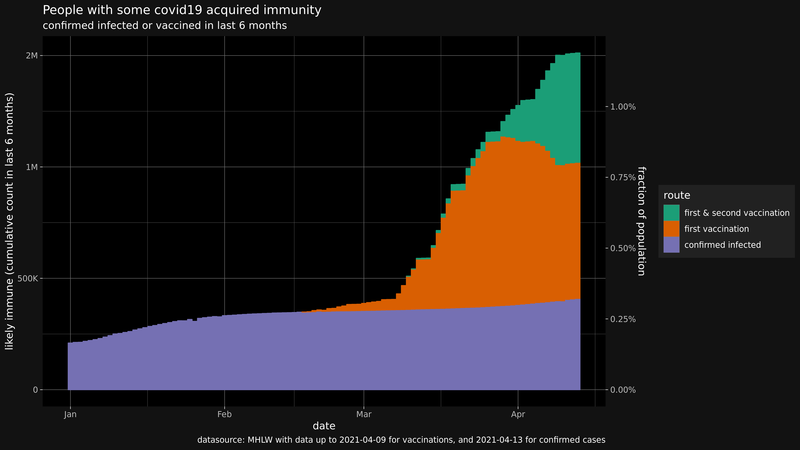 People with some covid19 acquired immunity
confirmed infected or vaccined in last 6 months
likely immune (cumulative count in last 6 months)
2M
1M
500K
0
1.00%
0.75%
0.50%
0.25%
0.00%
fraction of population
route
first & second vaccination
first vaccination
confirmed infected
Jan
Feb
Mar
Apr
date
datasource: MHLW with data up to 2021-04-09 for vaccinations, and 2021-04-13 for confirmed cases